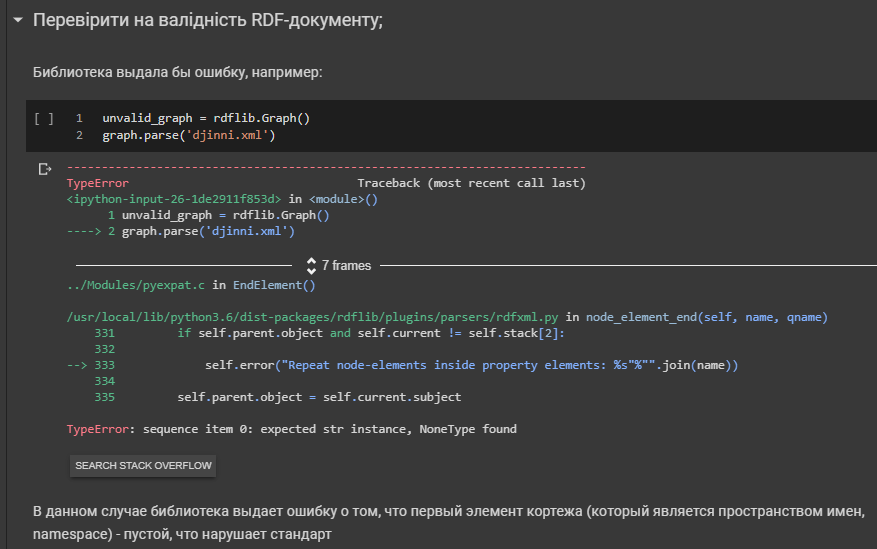 Перевірити на валідність RDF-документу;
Библиотека выдала бы ошибку, например:
[ ] 1 unvalid_graph = rdflib.Graph()
2 graph.parse('djinni.xml')
---------------------------------------------------------------------------
TypeError Traceback (most recent call last)
<ipython-input-26-1de2911f853d> in <module>()
1 unvalid_graph = rdflib.Graph()
----> 2 graph.parse('djinni.xml')
7 frames
../Modules/pyexpat.c in EndElement()
/usr/local/lib/python3.6/dist-packages/rdflib/plugins/parsers/rdfxml.py in node_element_end(self, name, qname)
331 if self.parent.object and self.current != self.stack[2]:
332
--> 333 self.error("Repeat node-elements inside property elements: %s"%"".join(name))
334
335 self.parent.object = self.current.subject
TypeError: sequence item 0: expected str instance, NoneType found
SEARCH STACK OVERFLOW
В данном случае библиотека выдает ошибку о том, что первый элемент кортежа (который является пространством имен,
namespace) - пустой, что нарушает стандарт